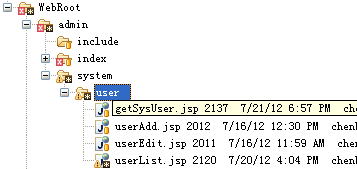 WebRoot
admin
include
index
system
user
getSysUser.jsp 2137 7/21/12 6:57 PM
userAdd.jsp 2012 7/16/12 12:30 PM
userEdit.jsp 2011 7/16/12 11:59 AM
userList.jsp 2120 7/20/12 4:04 PM